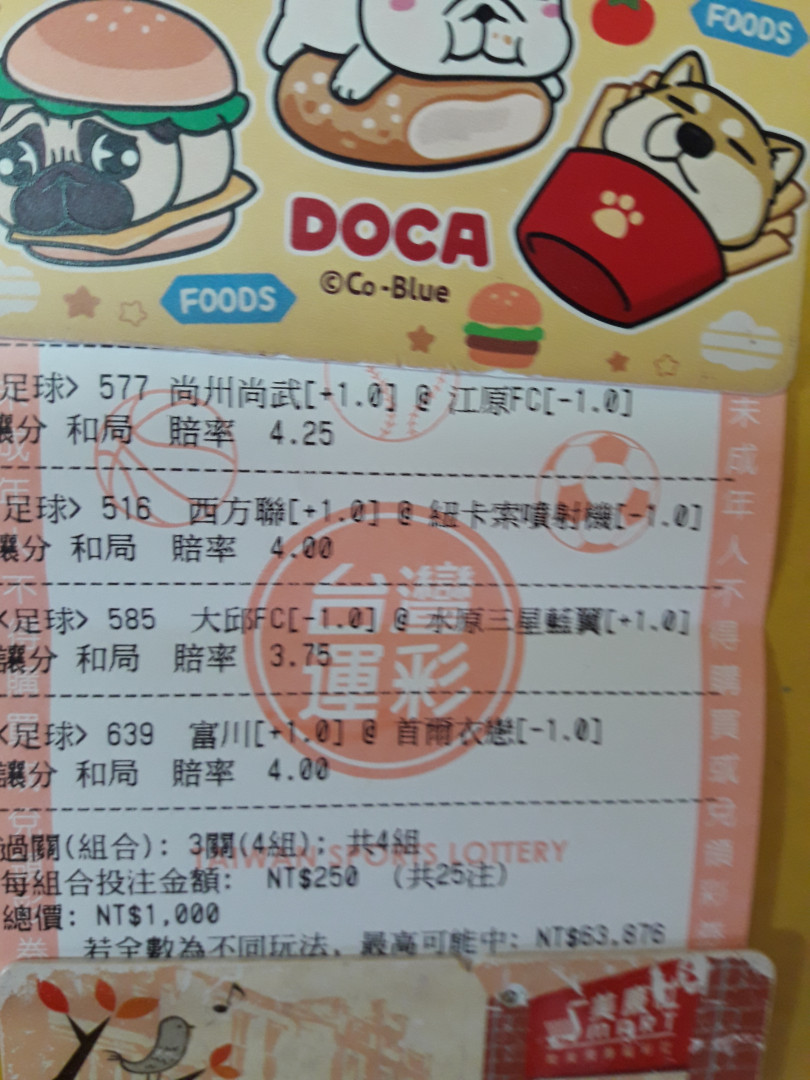 FOODS
DOCA
©Co-Blue
FOODS
足球> 577 尚州尚武[+1.0] @ 江原FC[-1.0]
讓分 和局 賠率 4.25
足球> 516 西方聯[+1.0] @ 紐卡索噴射機[-1.0]
讓分 和局 賠率 4.00
<足球> 585 大邱FC[-1.0] @ 水原三星藍翼[+1.0]
讓分 和局 賠率 3.75
<足球> 639 富川[+1.0] @ 首爾衣戀[-1.0]
讓分 和局 賠率 4.00
台灣運彩
過關(組合): 3關(4組): 共4組
TAIWAN SPORTS LOTTERY
每組合投注金額: NT$250 (共25注)
總價: NT$1,000
若全數為不同玩法, 最高可能中: NT$63,876
未成年人不得購買或兌領彩券
Smart